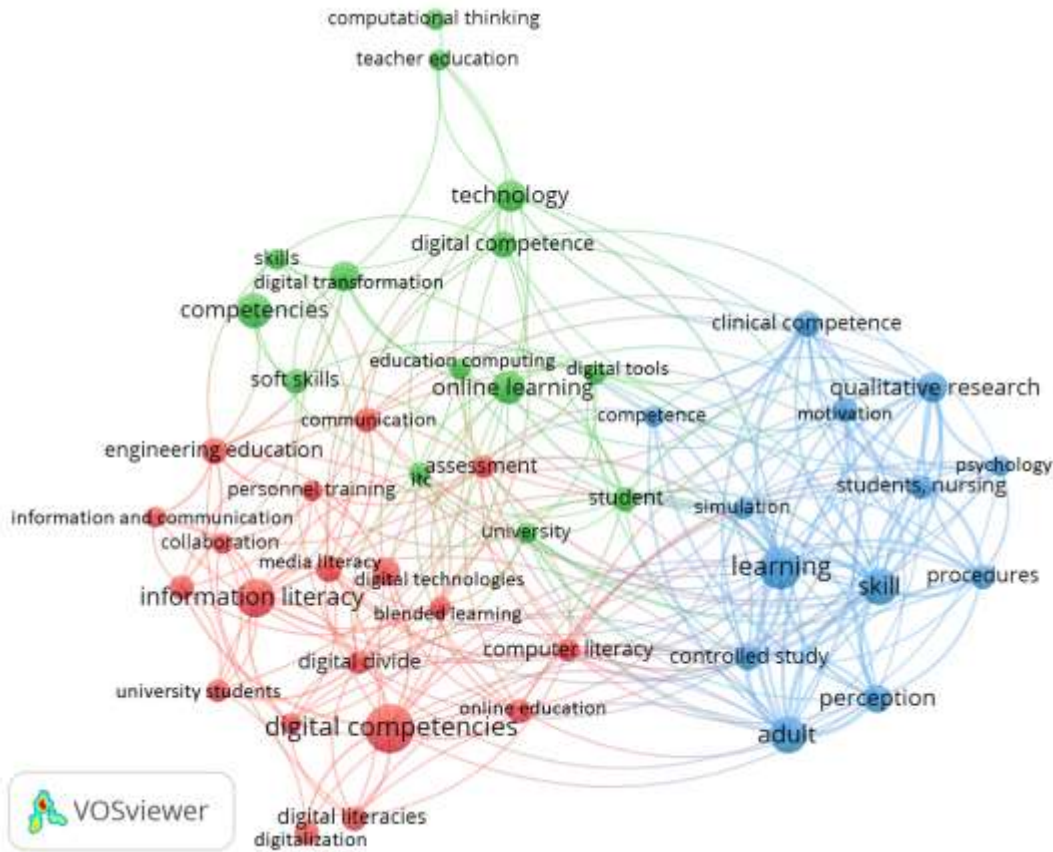 computational thinking
teacher education
technology
digital competence
skills
digital transformation
competencies
clinical competence
education computing
digital tools
soft skills
online learning
qualitative research
communication
competence
motivation
engineering education
assessment
itc
psychology
personnel training
student
students, nursing
simulation
information and communication
university
collaboration
media literacy
digital technologies
learning
skill
procedures
information literacy
blended learning
computer literacy
controlled study
digital divide
university students
perception
online education
digital competencies
adult
VOSviewer
digital literacies
digitalization